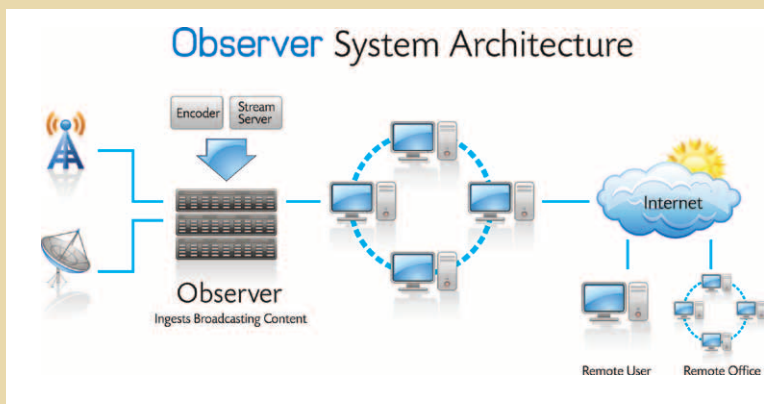 Observer System Architecture
Encoder
Stream
Server
Internet
Observer
Ingests Broadcasting Content
Remote User
Remote Office